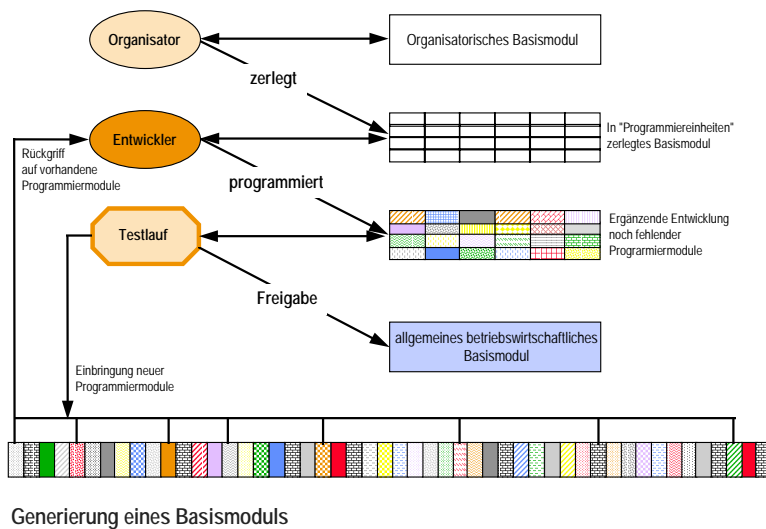 Organisator
Organisatorisches Basismodul
zerlegt
Entwickler
In "Programmiereinheiten"
zerlegtes Basismodul
Rückgriff
auf vorhandene
Programmiermodule
programmiert
Testlauf
Ergänzende Entwicklung
noch fehlender
Prograrmiermodule
Freigabe
allgemeines betriebswirtschaftliches
Basismodul
Einbringung neuer
Programmiermodule
Generierung eines Basismoduls